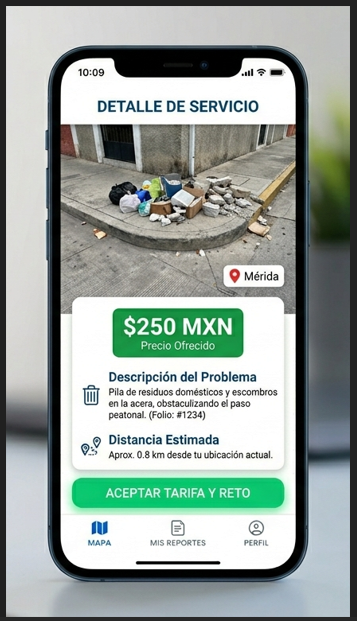 10:09
DETALLE DE SERVICIO
Mérida
$250 MXN
Precio Ofrecido
Descripción del Problema
Pila de residuos domésticos y escombros
en la acera, obstaculizando el paso
peatonal. (Folio: #1234)
Distancia Estimada
Aprox. 0.8 km desde tu ubicación actual.
ACEPTAR TARIFA Y RETO
MAPA
MIS REPORTES
PERFIL